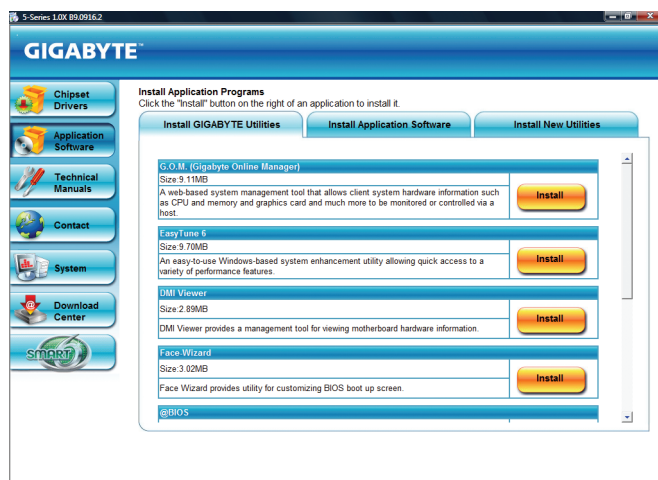 5-Series 1.0X B9.0916.2
GIGABYTE™
Chipset
Drivers
Application
Software
Technical
Manuals
Contact
System
Download
Center
SMART 6
Install Application Programs
Click the "Install" button on the right of an application to install it.
Install GIGABYTE Utilities
Install Application Software
Install New Utilities
G.O.M. (Gigabyte Online Manager)
Size:9.11MB
A web-based system management tool that allows client system hardware information such
as CPU and memory and graphics card and much more to be monitored or controlled via a
host.
Install
EasyTune 6
Size:9.70MB
An easy-to-use Windows-based system enhancement utility allowing quick access to a
variety of performance features.
Install
DMI Viewer
Size:2.89MB
DMI Viewer provides a management tool for viewing motherboard hardware information.
Install
Face-Wizard
Size:3.02MB
Face Wizard provides utility for customizing BIOS boot up screen.
Install
@BIOS